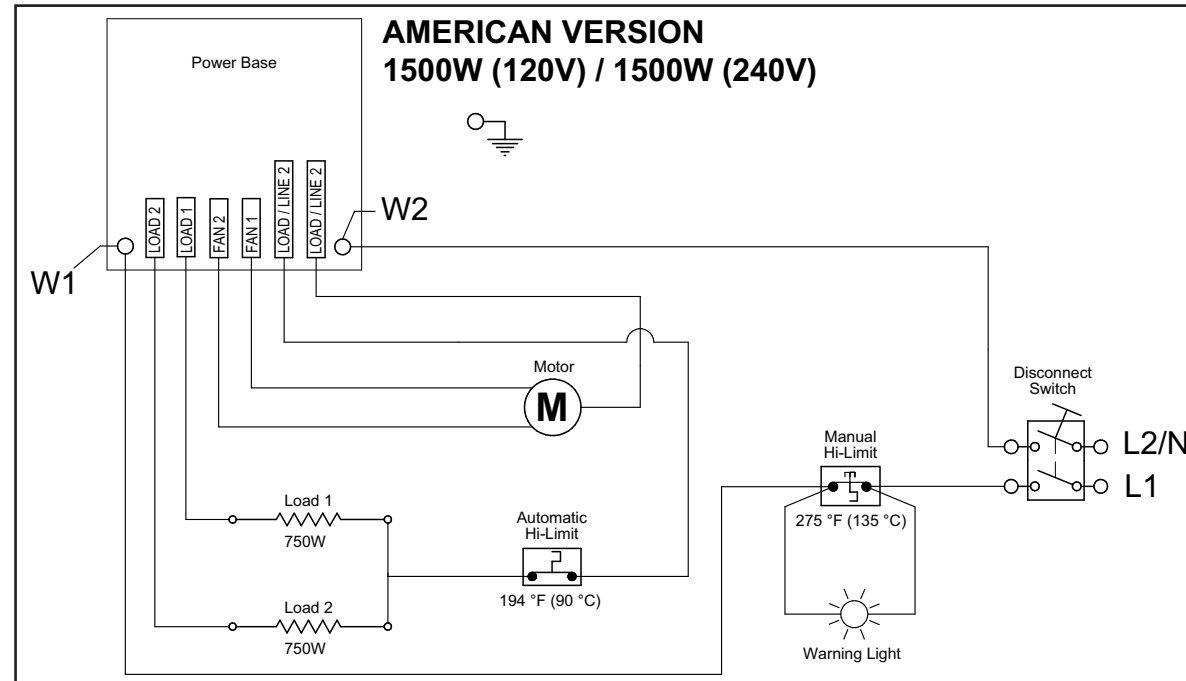 AMERICAN VERSION
1500W (120V) / 1500W (240V)
Power Base
LOAD 2
LOAD 1
FAN 2
FAN 1
LOAD / LINE 2
LOAD / LINE 2
W2
W1
Motor
M
Disconnect
Switch
L2/N
L1
Manual
Hi-Limit
275 °F (135 °C)
Load 1
750W
Automatic
Hi-Limit
194 °F (90 °C)
Load 2
750W
Warning Light